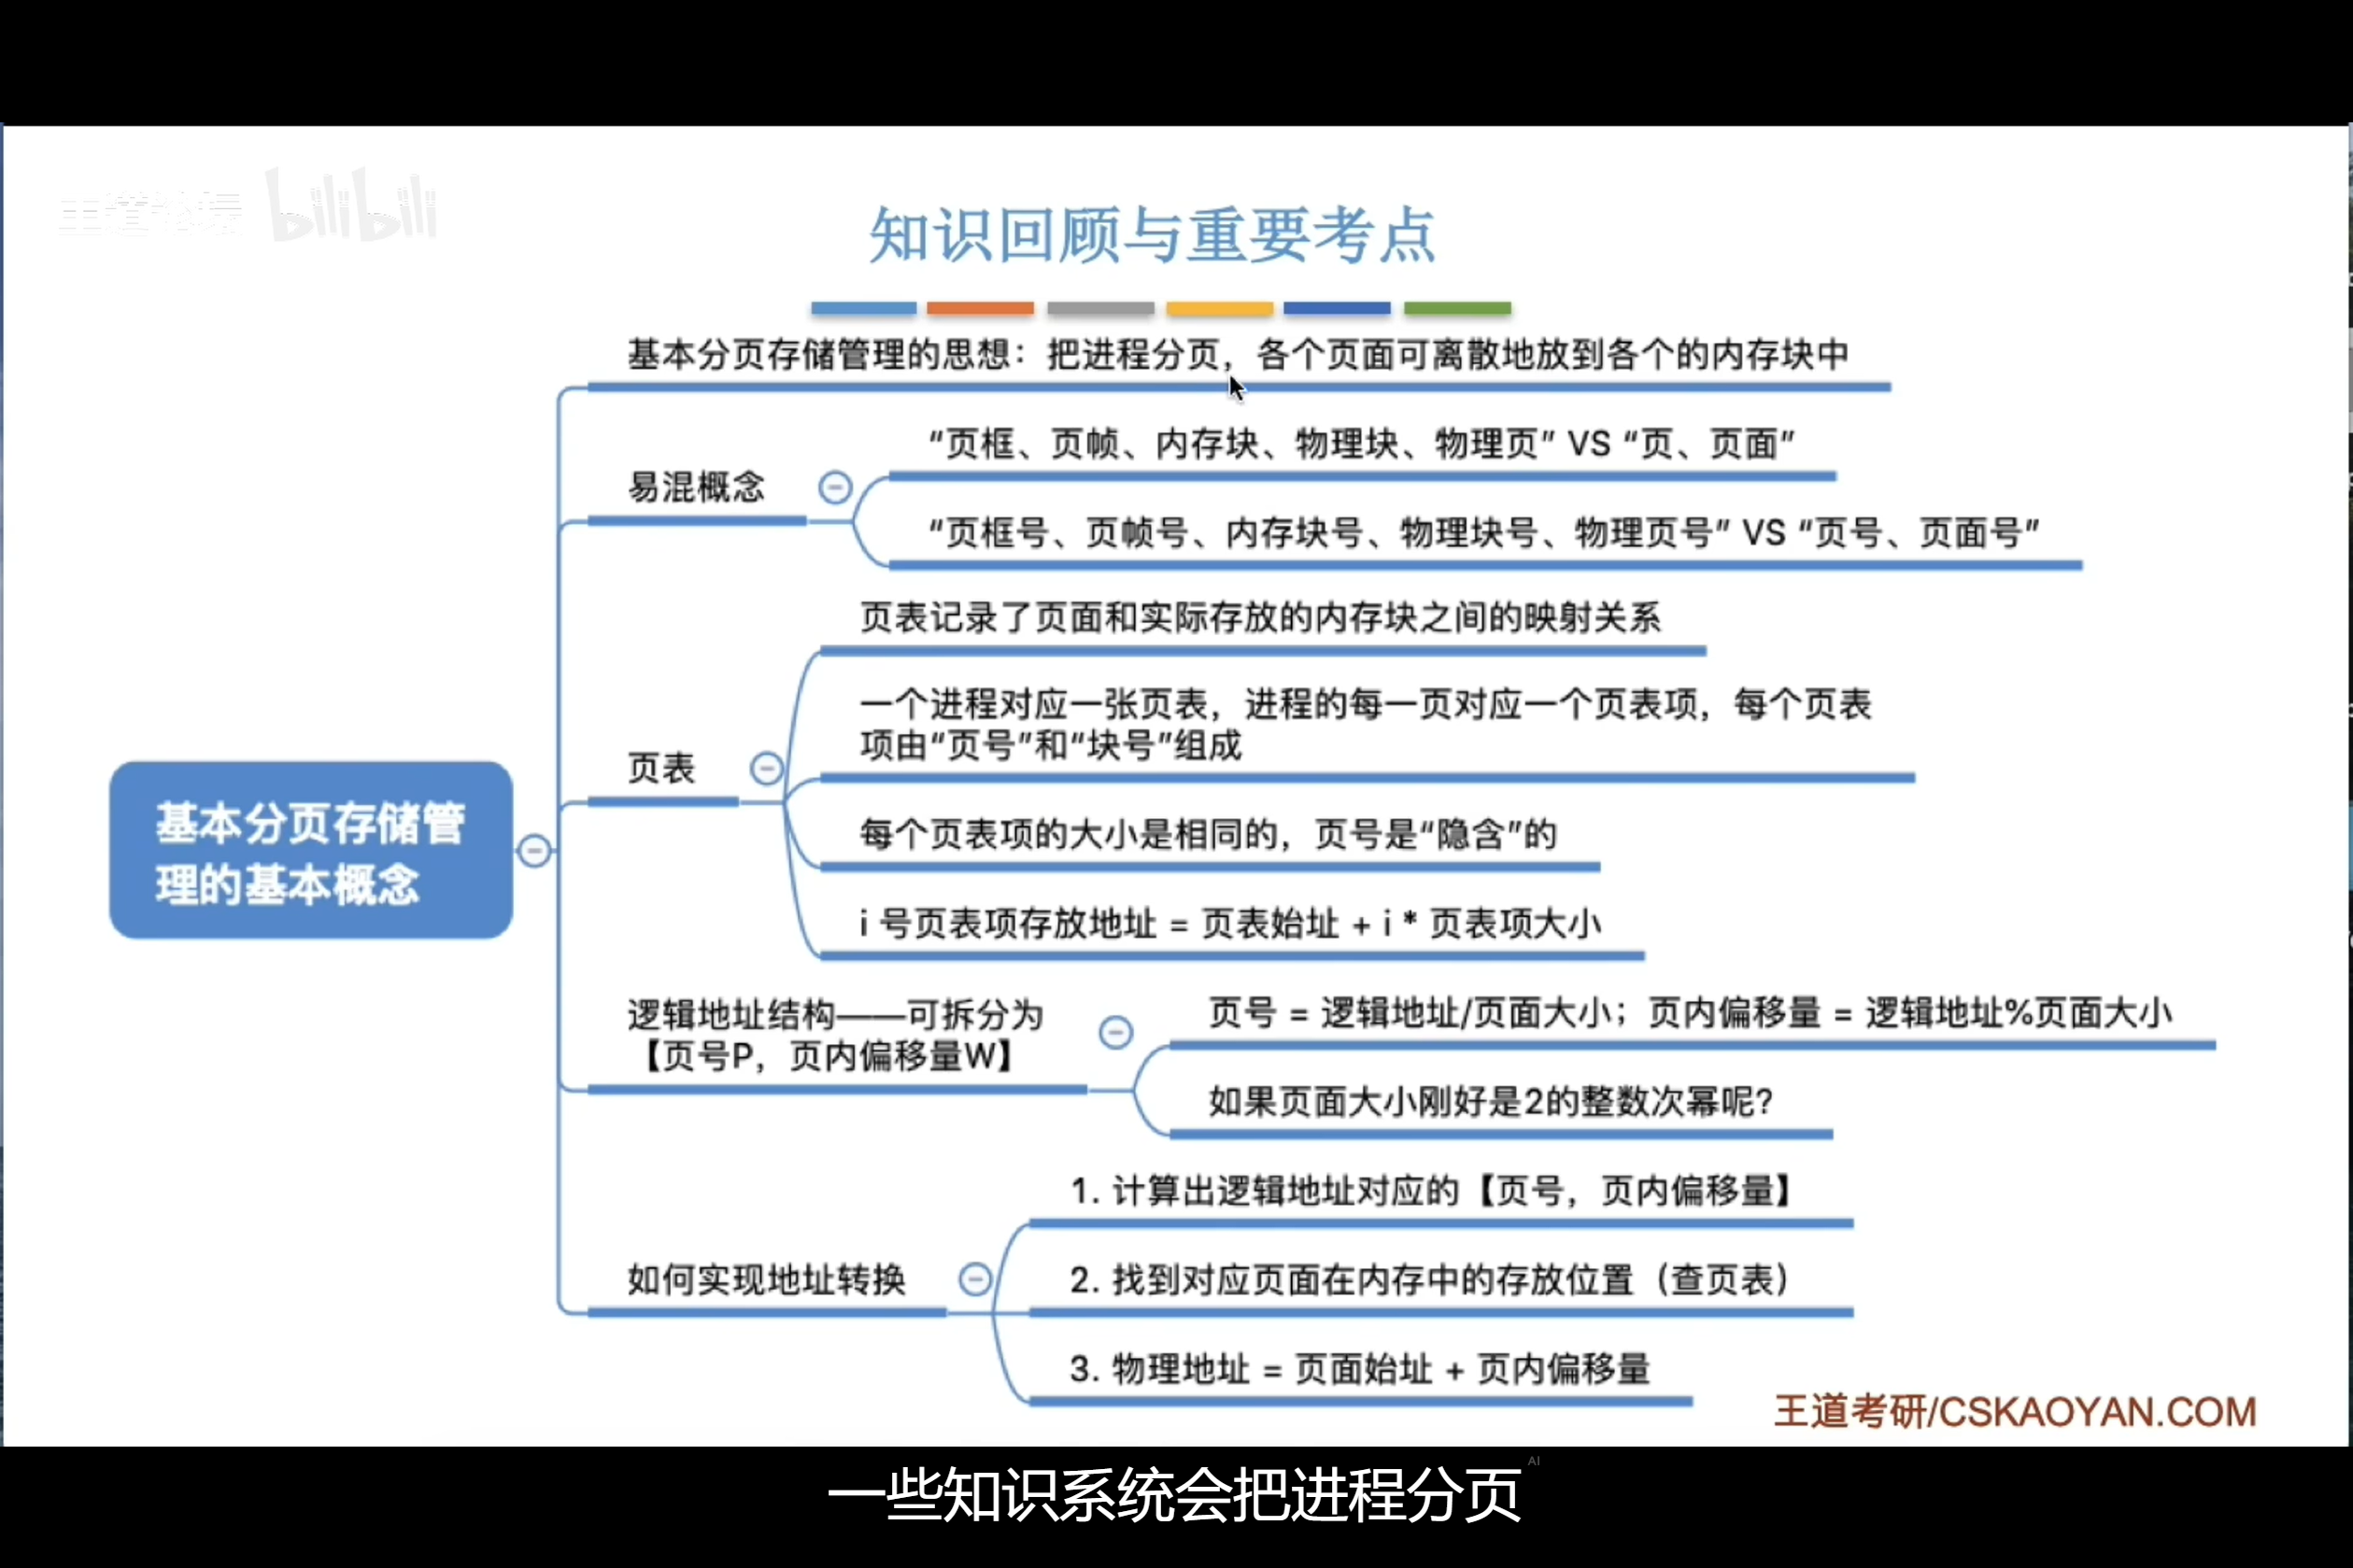 王道论坛 bilibili
知识回顾与重要考点
基本分页存储管理的思想：把进程分页，各个页面可离散地放到各个的内存块中
易混概念
“页框、页帧、内存块、物理块、物理页” VS “页、页面”
“页框号、页帧号、内存块号、物理块号、物理页号” VS “页号、页面号”
页表
页表记录了页面和实际存放的内存块之间的映射关系
一个进程对应一张页表，进程的每一页对应一个页表项，每个页表
项由“页号”和“块号”组成
每个页表项的大小是相同的，页号是“隐含”的
i 号页表项存放地址 = 页表始址 + i * 页表项大小
基本分页存储管
理的基本概念
逻辑地址结构——可拆分为
【页号P，页内偏移量W】
页号 = 逻辑地址/页面大小；页内偏移量 = 逻辑地址%页面大小
如果页面大小刚好是2的整数次幂呢？
如何实现地址转换
1. 计算出逻辑地址对应的【页号，页内偏移量】
2. 找到对应页面在内存中的存放位置（查页表）
3. 物理地址 = 页面始址 + 页内偏移量
王道考研/CSKAOYAN.COM
一些知识系统会把进程分页
AI